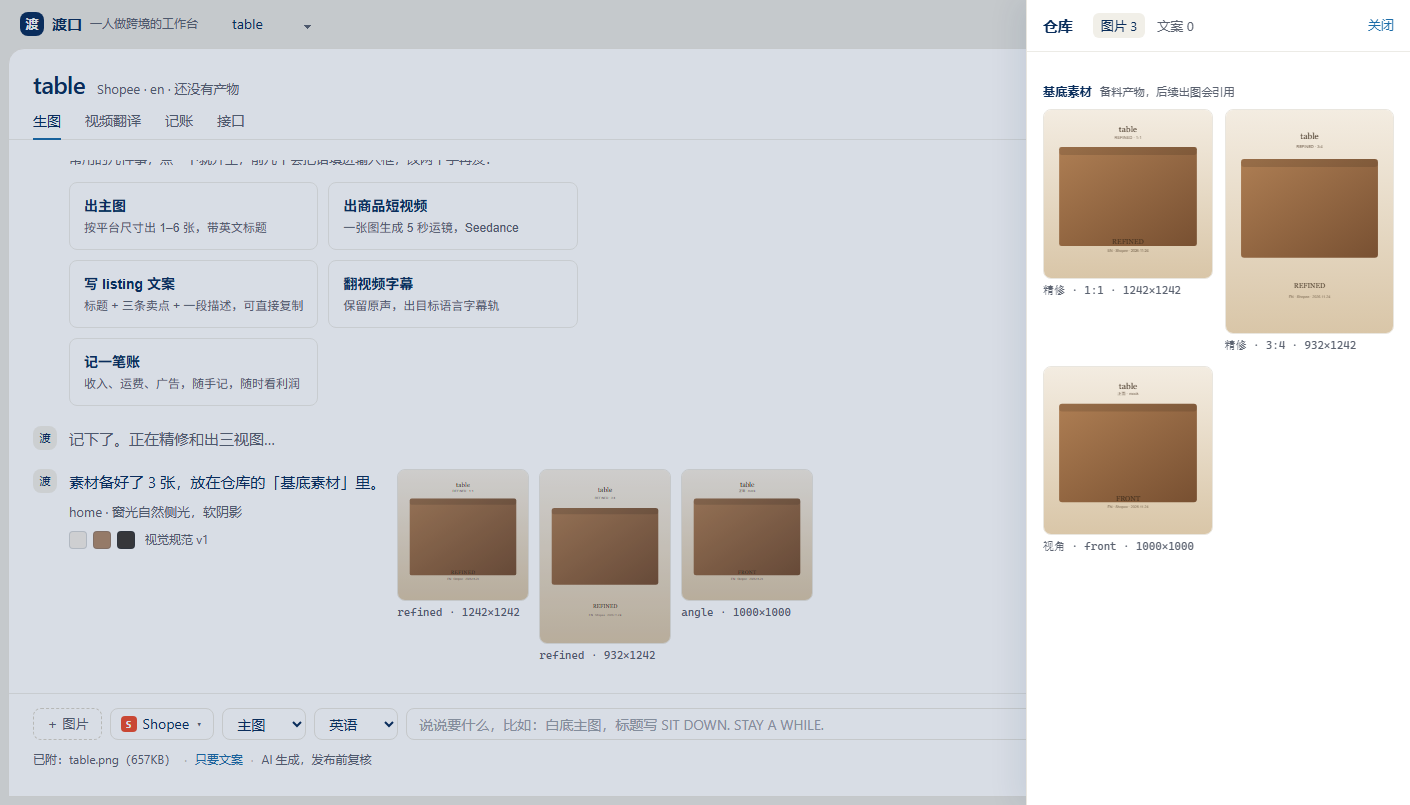 渡 渡口 一人做跨境的工作台 table
table Shopee · en · 还没有产物
生图 视频翻译 记账 接口
出主图
按平台尺寸出 1–6 张，带英文标题
出商品短视频
一张图生成 5 秒运镜，Seedance
写 listing 文案
标题 + 三条卖点 + 一段描述，可直接复制
翻视频字幕
保留原声，出目标语言字幕轨
记一笔账
收入、运费、广告，随手记，随时看利润
渡 记下了。正在精修和出三视图...
渡 素材备好了 3 张，放在仓库的「基底素材」里。
home · 窗光自然侧光，软阴影
视觉规范 v1
table
REFINED
refined · 1242×1242
table
REFINED
refined · 932×1242
table
FRONT
angle · 1000×1000
+ 图片 S Shopee 主图 英语 说说要什么，比如：白底主图，标题写 SIT DOWN. STAY A WHILE.
已附：table.png（657KB） · 只要文案 · AI 生成，发布前复核
仓库 图片 3 文案 0 关闭
基底素材 备料产物，后续出图会引用
table
REFINED · 1:1
REFINED
精修 · 1:1 · 1242×1242
table
REFINED · 3:4
REFINED
精修 · 3:4 · 932×1242
table
FRONT
视角 · front · 1000×1000